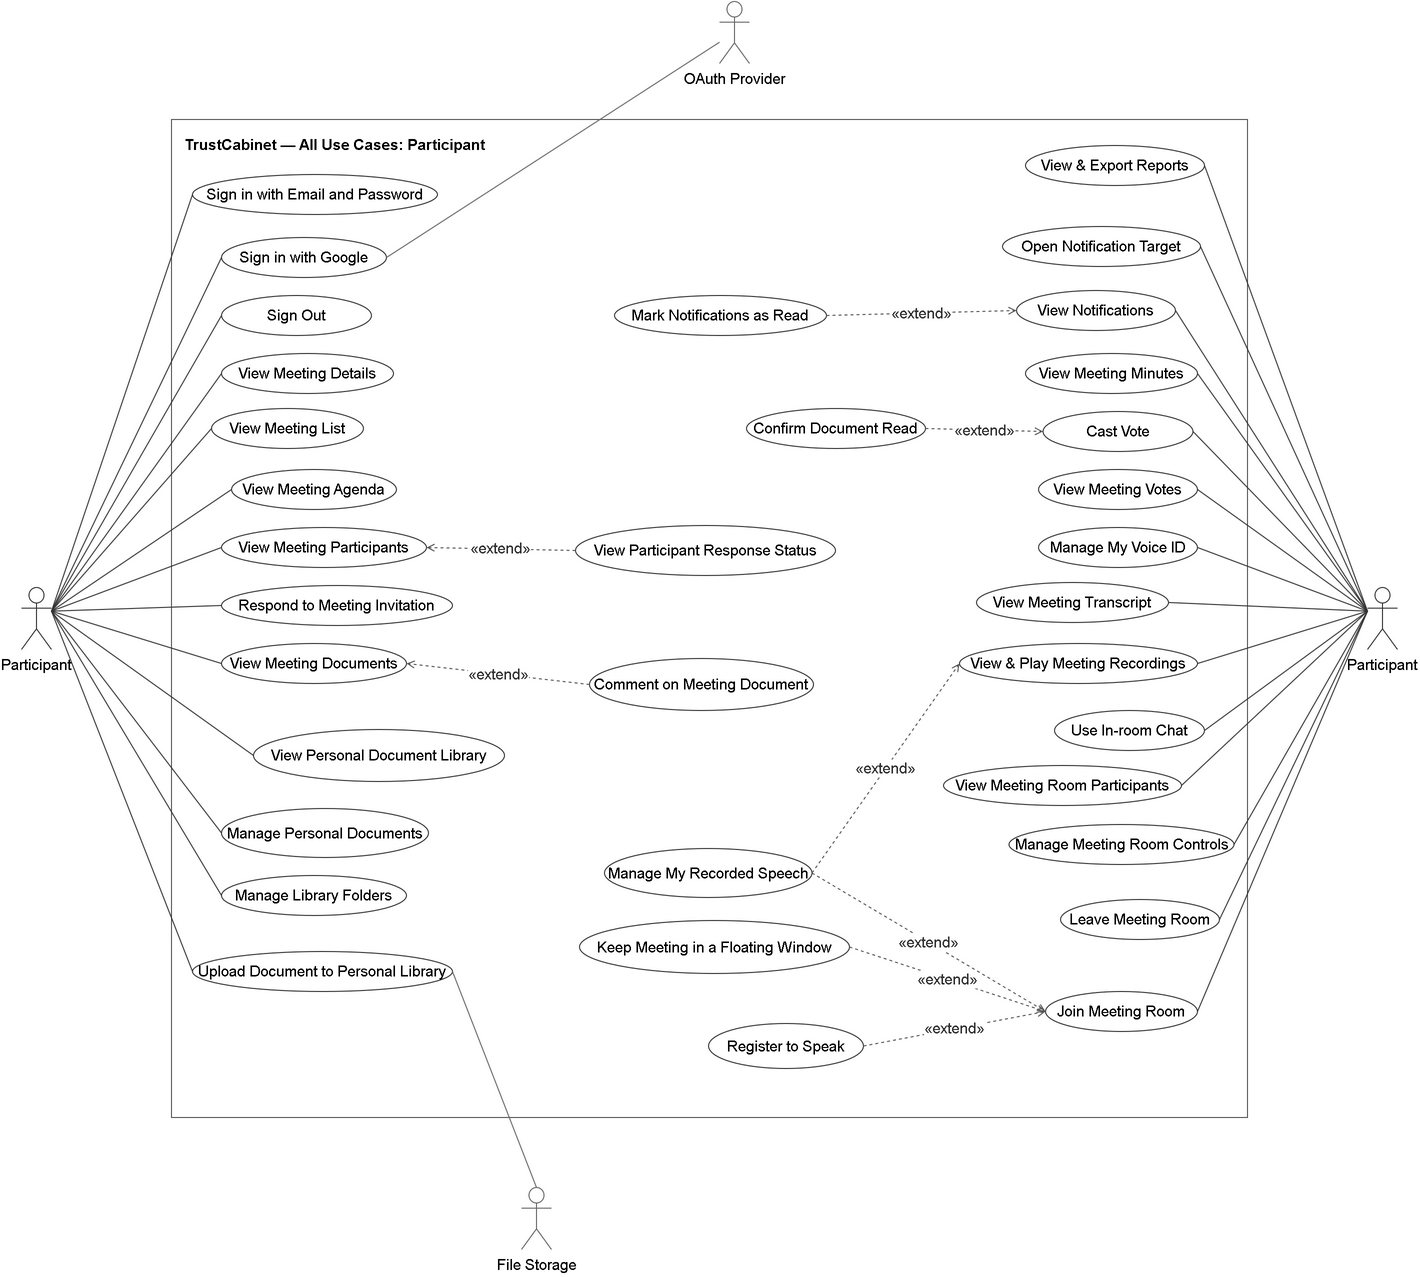 OAuth Provider
TrustCabinet — All Use Cases: Participant
Sign in with Email and Password
Sign in with Google
Sign Out
View Meeting Details
View Meeting List
View Meeting Agenda
View Meeting Participants
«extend»
View Participant Response Status
Respond to Meeting Invitation
View Meeting Documents
«extend»
Comment on Meeting Document
View Personal Document Library
Manage Personal Documents
Manage Library Folders
Upload Document to Personal Library
Participant
View & Export Reports
Open Notification Target
Mark Notifications as Read
«extend»
View Notifications
View Meeting Minutes
Confirm Document Read
«extend»
Cast Vote
View Meeting Votes
Manage My Voice ID
View Meeting Transcript
View & Play Meeting Recordings
Use In-room Chat
«extend»
View Meeting Room Participants
Manage Meeting Room Controls
Manage My Recorded Speech
Leave Meeting Room
«extend»
Keep Meeting in a Floating Window
«extend»
Join Meeting Room
«extend»
Register to Speak
Participant
File Storage